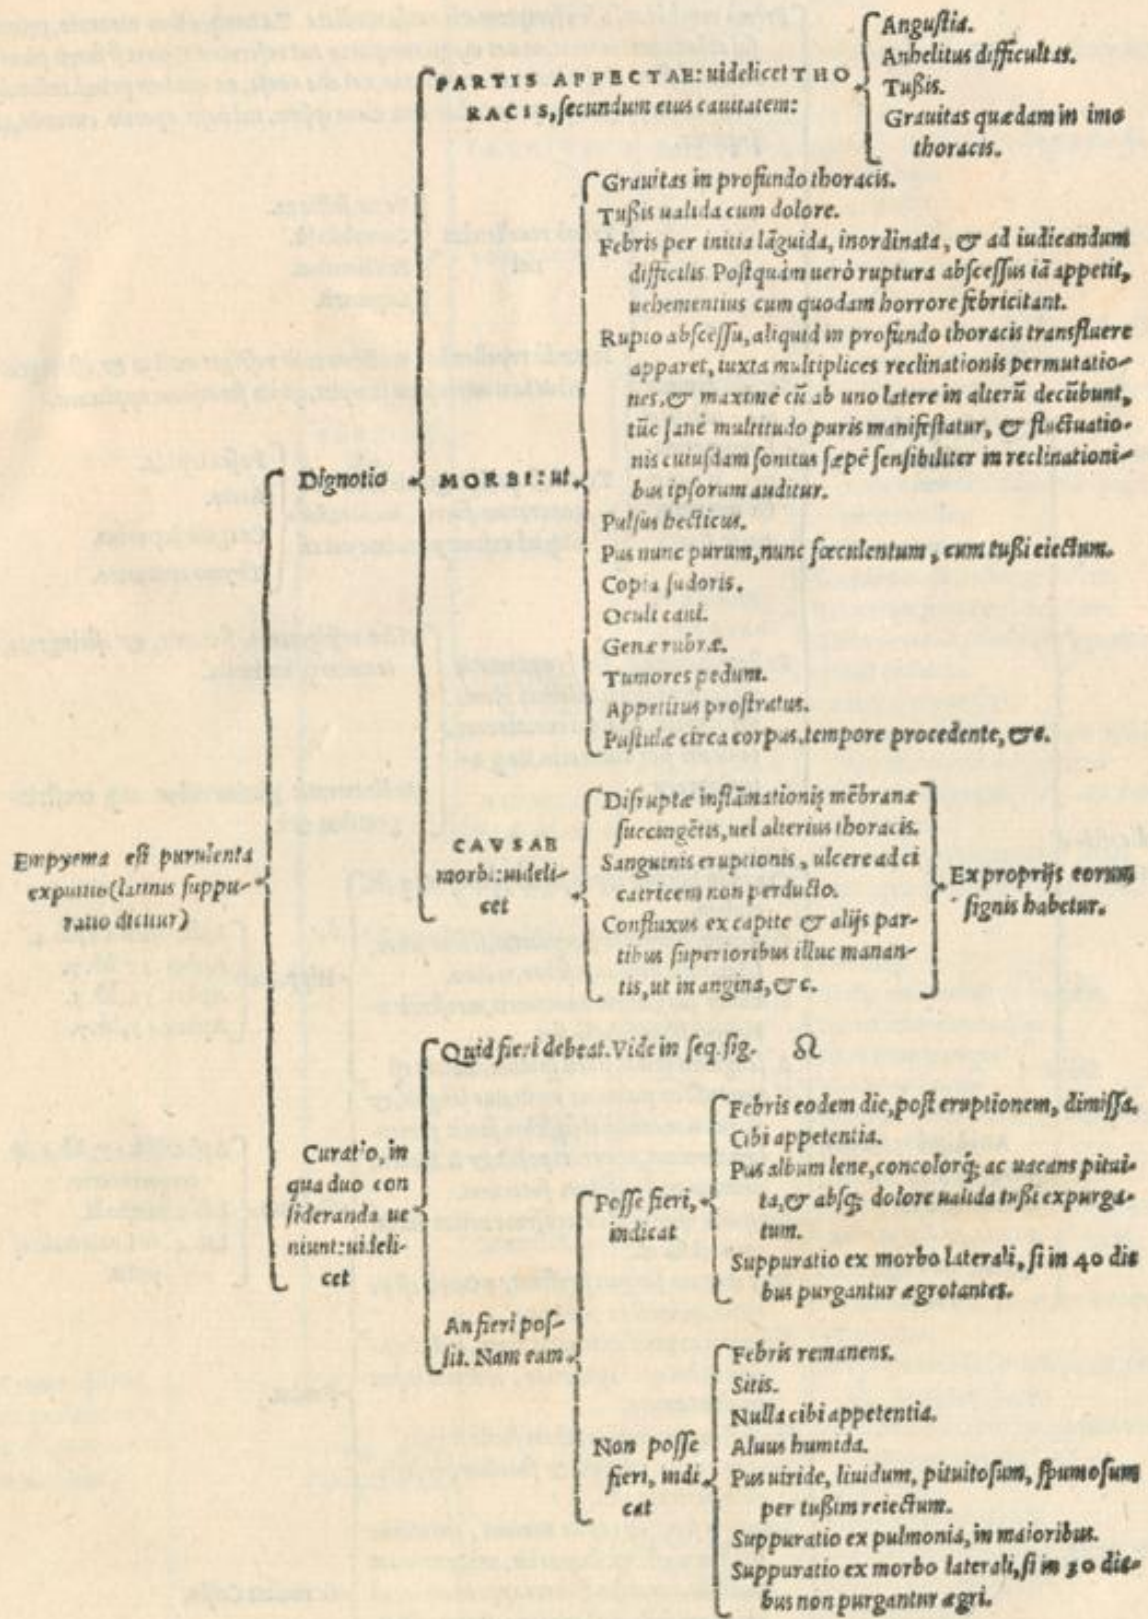 Anguſtia.
Anhelitus difficultas.
Tußis.
Grauitas quædam in imo
thoracis.
PARTIS AFFECTAE: uidelicet THO
RACIS, ſecundum eius cauitatem:
Grauitas in profundo thoracis.
Tußis ualida cum dolore.
Febris per initia lãguida, inordinata, & ad iudicandum
difficilis. Poſtquàm uerò ruptura abſceſſus iã appetit,
uehementius cum quodam horrore febricitant.
Rupto abſceſſu, aliquid in profundo thoracis transfluere
apparet, iuxta multiplices reclinationis permutatio-
nes, & maximè cũ ab uno latere in alterũ decũbunt,
tũc ſanè multitudo puris manifeſtatur, & fluctuatio-
nis cuiuſdam ſonitus ſæpè ſenſibiliter in reclinationi-
bus ipſorum auditur.
Pulſus hecticus.
Pus nunc purum, nunc fœculentum, cum tußi eiectum.
Copia ſudoris.
Oculi caui.
Genæ rubræ.
Tumores pedum.
Appetitus proſtratus.
Puſtulæ circa corpus, tempore procedente, &c.
Dignotio
MORBI: ut
CAVSAE
morbi: uideli-
cet
Diſruptæ inflãmationis mẽbranæ
ſuccingẽtis, uel alterius thoracis.
Sanguinis eruptionis, ulcere ad ci
catricem non perducto.
Confluxus ex capite & alijs par-
tibus ſuperioribus illuc manan-
tis, ut in angina, &c.
Ex proprijs eorum
ſignis habetur.
Empyema eſt purulenta
expuitio (latinis ſuppu-
ratio dicitur)
Quid fieri debeat. Vide in ſeq. ſig. ☊
Curatio, in
qua duo con
ſideranda ue
niunt: uideli-
cet
An fieri poſ-
ſit. Nam eam
Poſſe fieri,
indicat
Febris eodem die, poſt eruptionem, dimiſſa.
Cibi appetentia.
Pus album lene, concolorq́; ac uacans pitui-
ta, & abſq; dolore ualida tußi expurga-
tum.
Suppuratio ex morbo laterali, ſi in 40 die
bus purgantur ægrotantes.
Non poſſe
fieri, indi
cat
Febris remanens.
Sitis.
Nulla cibi appetentia.
Aluus humida.
Pus uiride, liuidum, pituitoſum, ſpumoſum
per tußim reiectum.
Suppuratio ex pulmonia, in maioribus.
Suppuratio ex morbo laterali, ſi in 30 die-
bus non purgantur ægri.